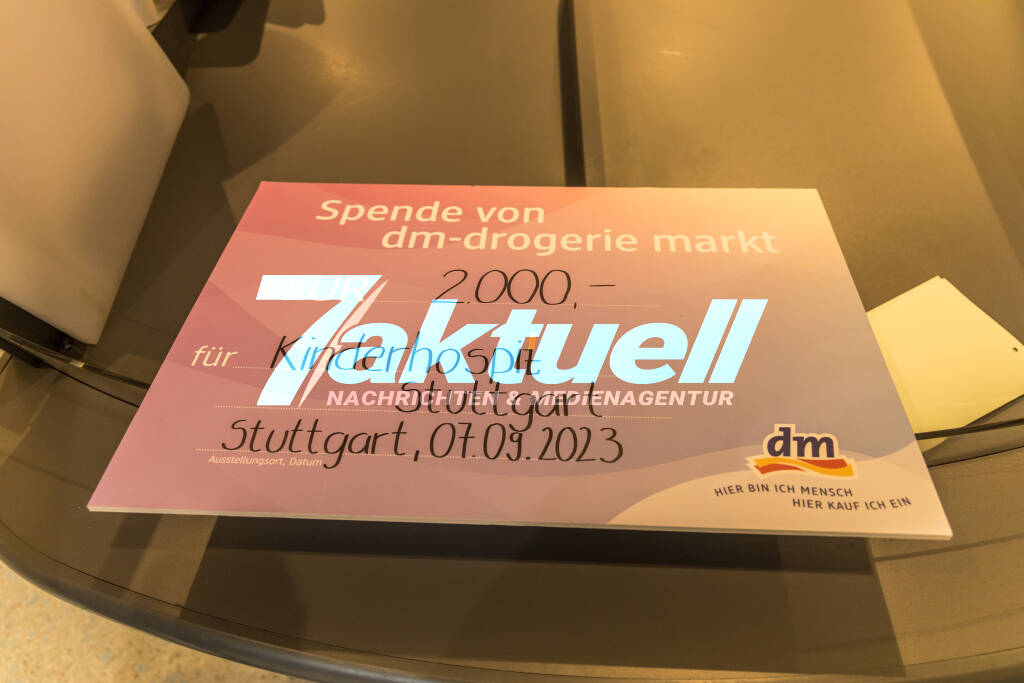 Spende von
dm-drogerie markt
EUR 2.000,–
7aktuell
für Kinderhospiz
NACHRICHTEN & MEDIENAGENTUR
Stuttgart
Stuttgart, 07.09.2023
Ausstellungsort, Datum
dm
HIER BIN ICH MENSCH
HIER KAUF ICH EIN